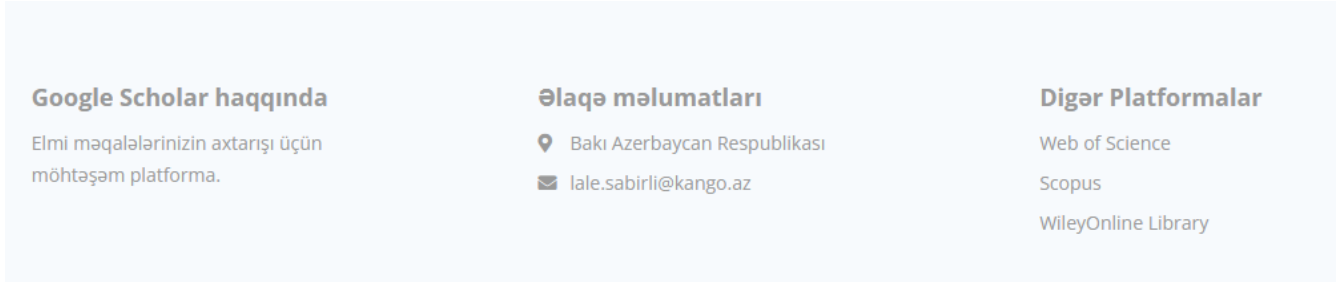 Google Scholar haqqında
Elmi məqalələrinizin axtarışı üçün
möhtəşəm platforma.
Əlaqə məlumatları
Bakı Azerbaycan Respublikası
lale.sabirli@kango.az
Digər Platformalar
Web of Science
Scopus
WileyOnline Library